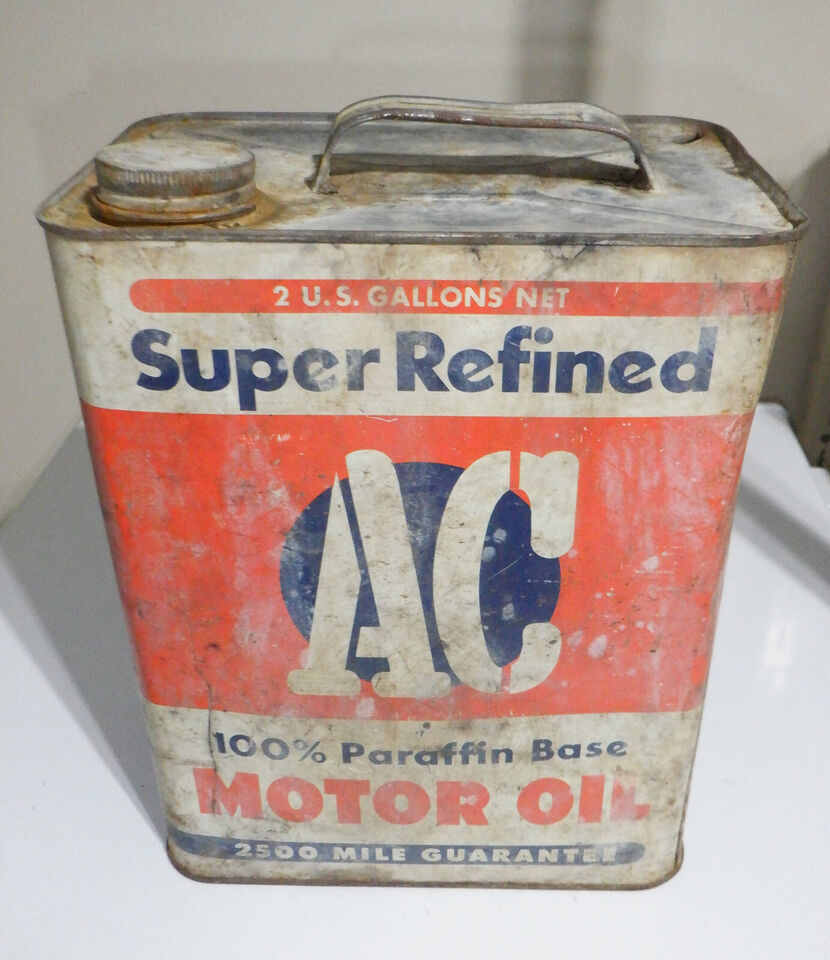 2 U.S. GALLONS NET
Super Refined
AC
100% Paraffin Base
MOTOR OIL
2500 MILE GUARANTEE